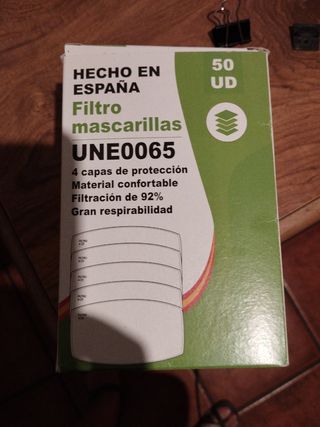 HECHO EN
ESPAÑA
Filtro
mascarillas
UNE0065
4 capas de protección
Material confortable
Filtración de 92%
Gran respirabilidad
50
UD